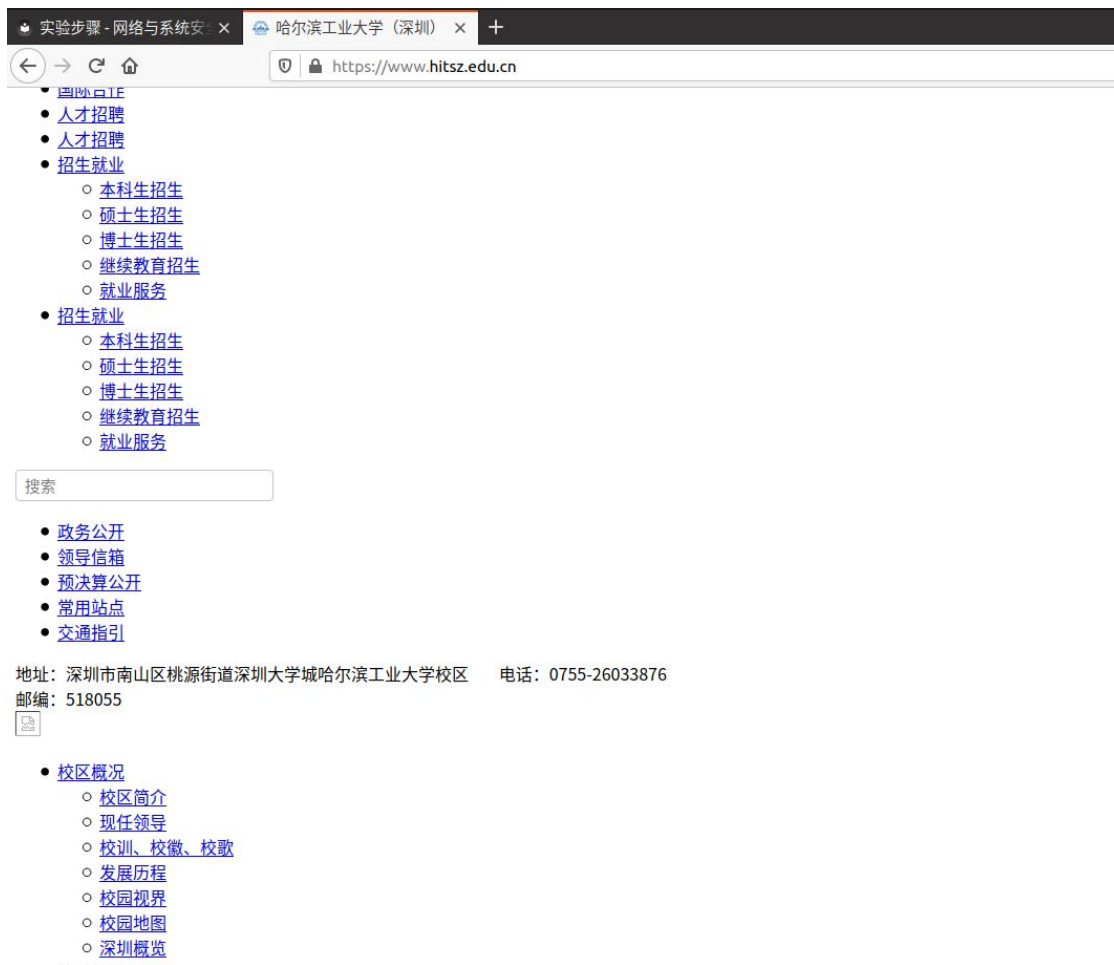 实验步骤 - 网络与系统安 哈尔滨工业大学（深圳）
https://www.hitsz.edu.cn
国际合作
人才招聘
人才招聘
招生就业
本科生招生
硕士生招生
博士生招生
继续教育招生
就业服务
招生就业
本科生招生
硕士生招生
博士生招生
继续教育招生
就业服务
搜索
政务公开
领导信箱
预决算公开
常用站点
交通指引
地址：深圳市南山区桃源街道深圳大学城哈尔滨工业大学校区 电话：0755-26033876
邮编：518055
校区概况
校区简介
现任领导
校训、校徽、校歌
发展历程
校园视界
校园地图
深圳概览